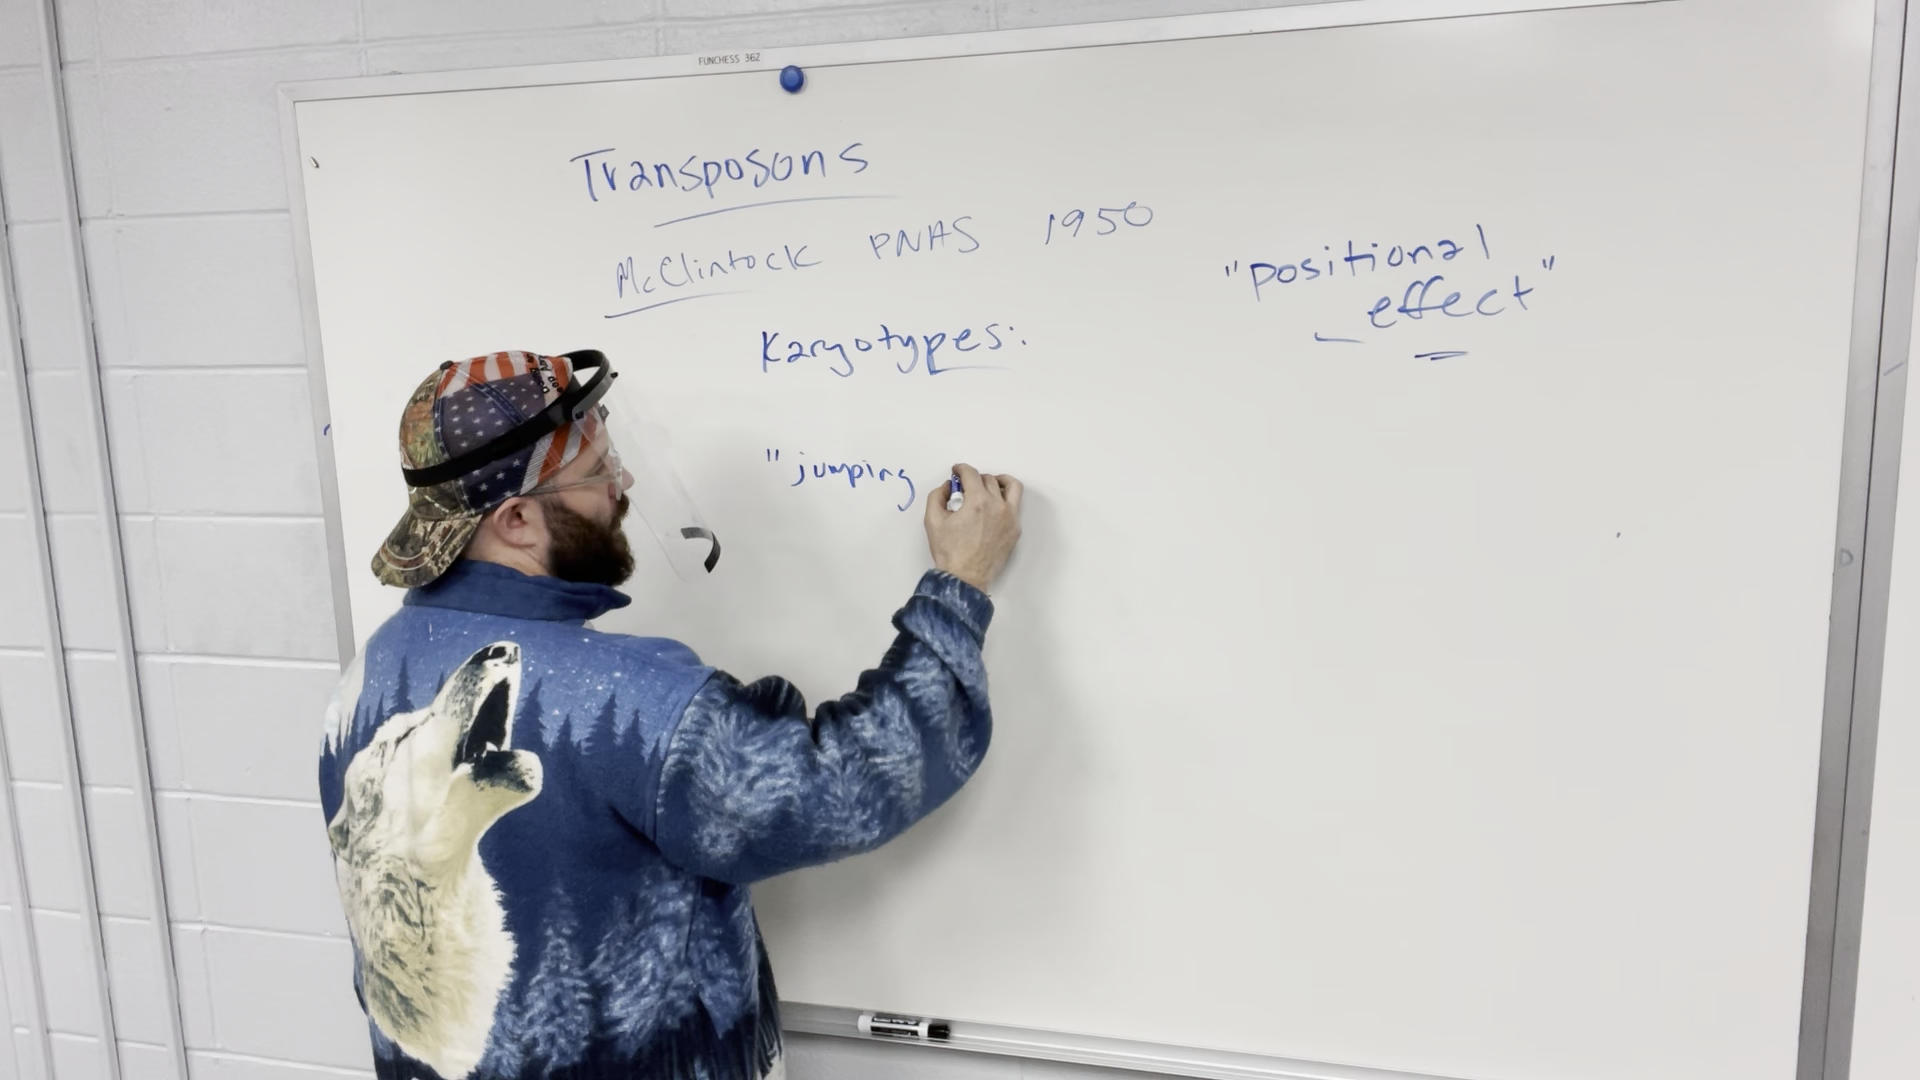 FUNCHESS 362
Transposons
McClintock PNAS 1950
"positional
effect"
Karyotypes:
"jumping